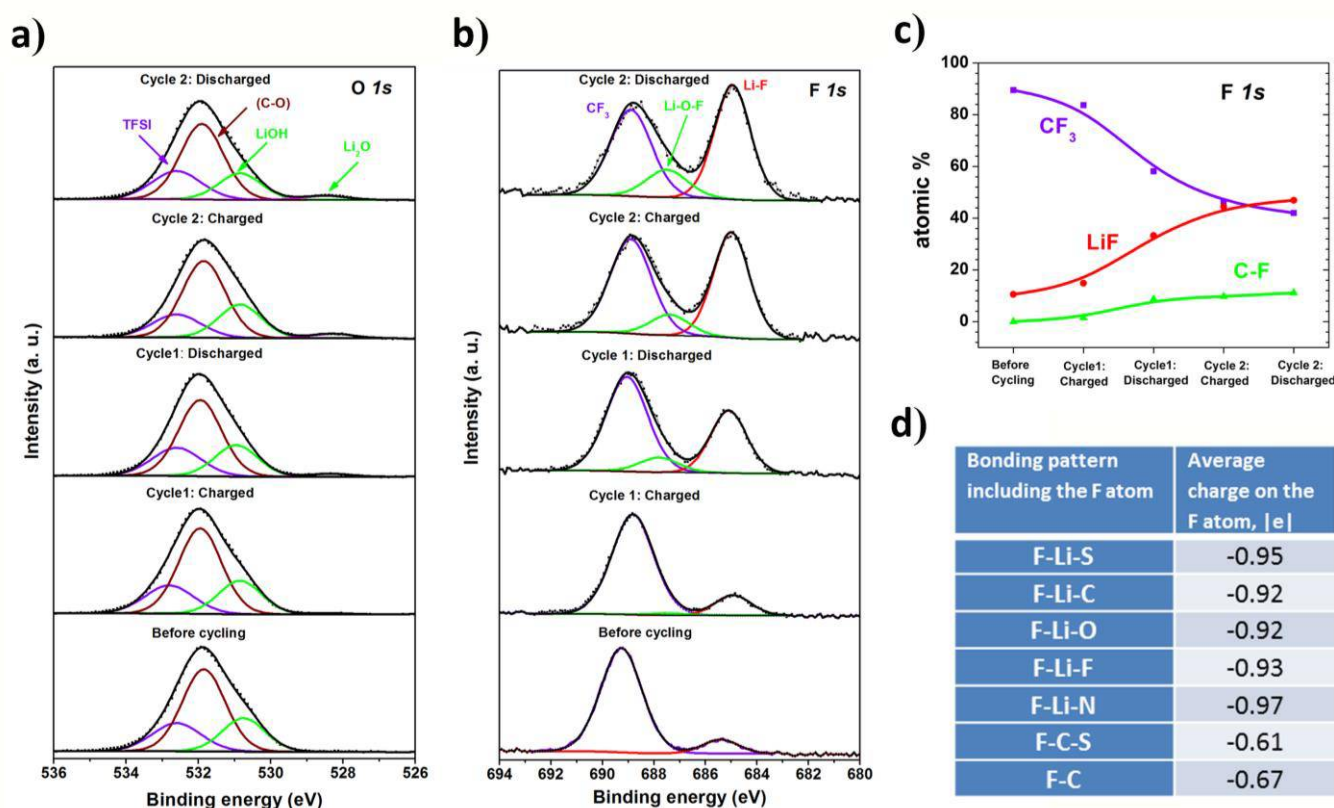 a)
O 1s
Cycle 2: Discharged
(C-O)
TFSI
LiOH
Li2O
Cycle 2: Charged
Cycle1: Discharged
Cycle1: Charged
Before cycling
Intensity (a. u.)
536 534 532 530 528 526
Binding energy (eV)
b)
F 1s
Cycle 2: Discharged
Li-F
CF3
Li-O-F
Cycle 2: Charged
Cycle 1: Discharged
Cycle 1: Charged
Before cycling
Intensity (a. u.)
694 692 690 688 686 684 682 680
Binding energy (eV)
c)
F 1s
CF3
LiF
C-F
atomic %
100
80
60
40
20
0
Before
Cycling
Cycle1:
Charged
Cycle1:
Discharged
Cycle 2:
Charged
Cycle 2:
Discharged
d)
Bonding pattern
including the F atom
Average
charge on the
F atom, |e|
F-Li-S -0.95
F-Li-C -0.92
F-Li-O -0.92
F-Li-F -0.93
F-Li-N -0.97
F-C-S -0.61
F-C -0.67